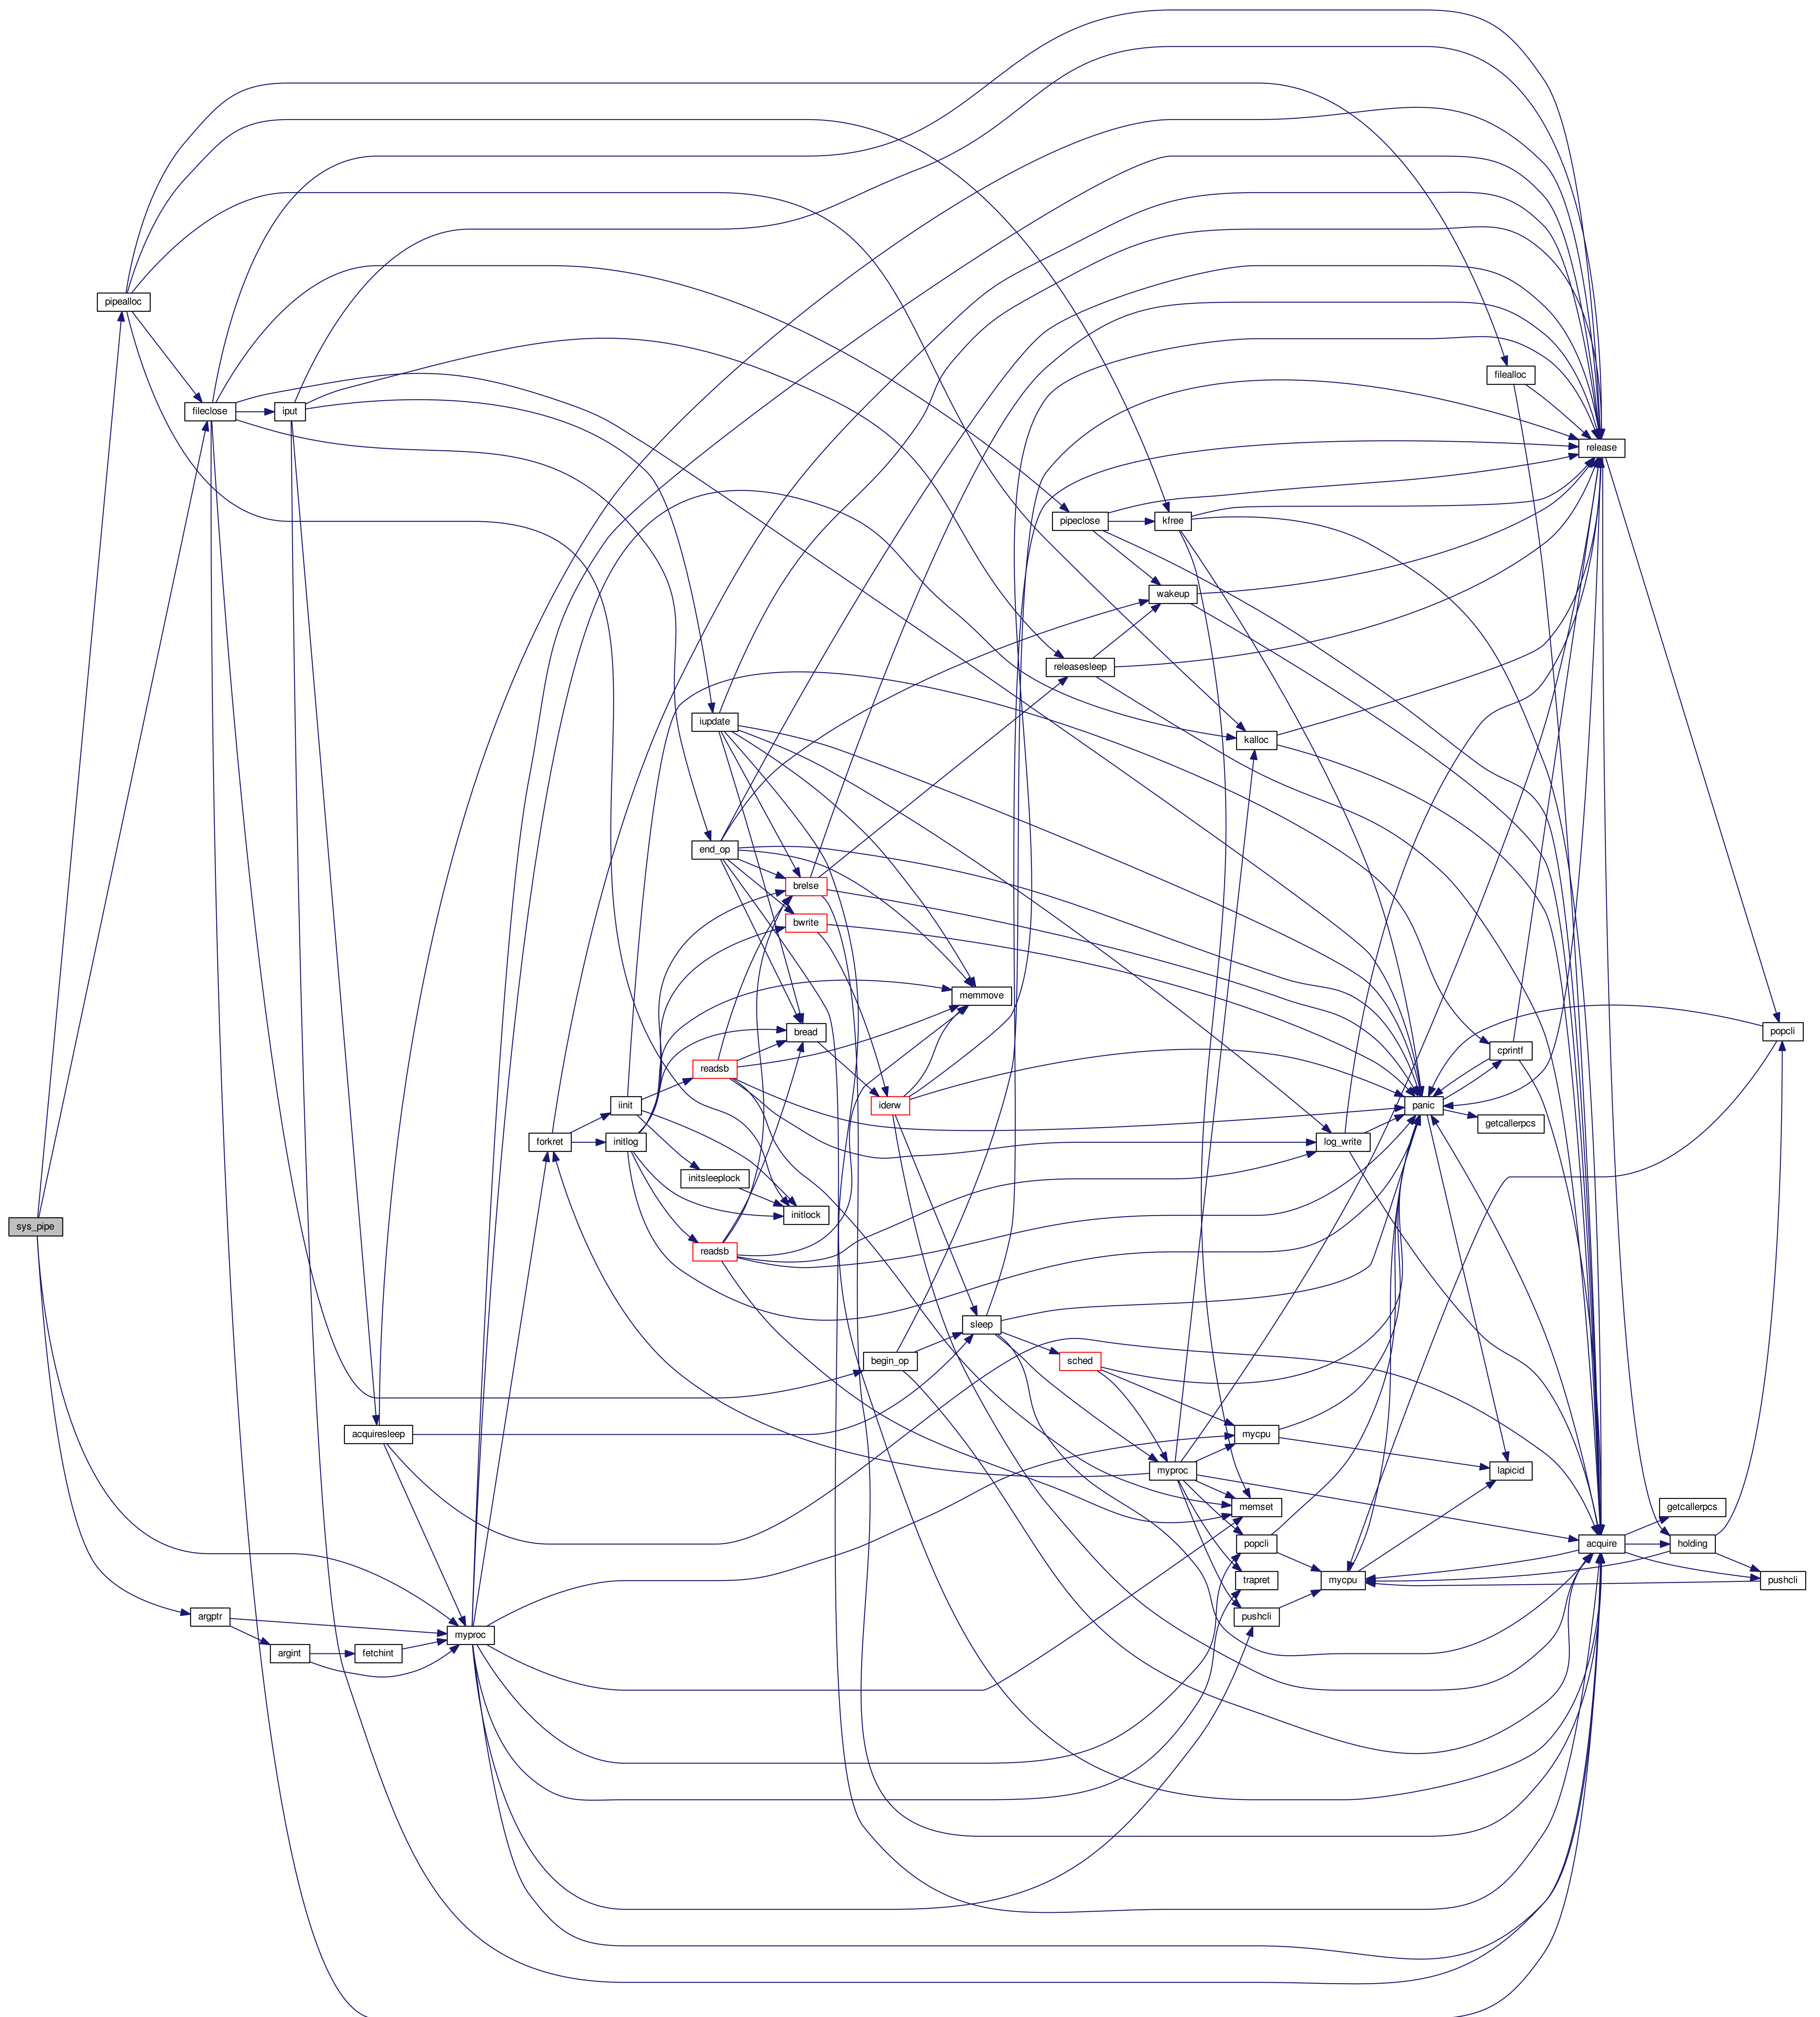 sys_pipe
pipealloc
fileclose
iput
filealloc
release
pipeclose
kfree
wakeup
releasesleep
iupdate
kalloc
end_op
brelse
bwrite
memmove
bread
popcli
cprintf
readsb
iderw
panic
iinit
getcallerpcs
forkret
initlog
log_write
initsleeplock
initlock
readsb
sleep
begin_op
sched
acquiresleep
mycpu
myproc
lapicid
memset
getcallerpcs
popcli
acquire
holding
trapret
mycpu
pushcli
argptr
pushcli
myproc
argint
fetchint